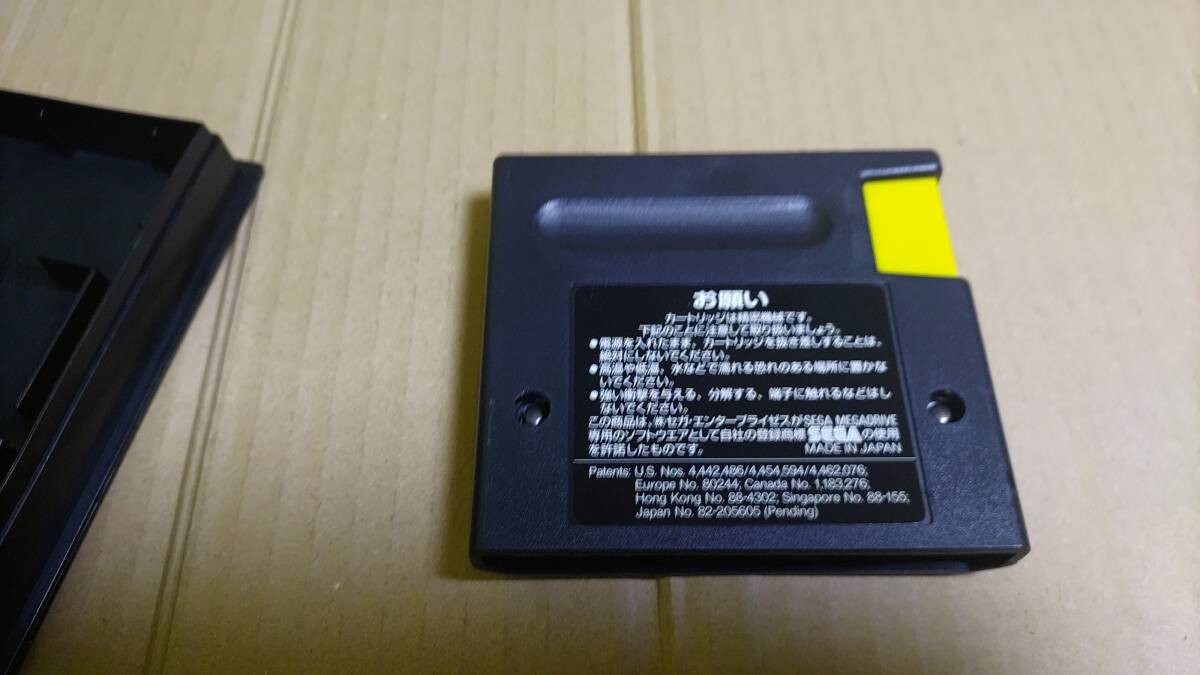 お願い
カートリッジは精密機械です。
下記のことに注意して取り扱いましょう。
●電源を入れたまま、カートリッジを抜き差しすることは、
絶対にしないでください。
●高温や低温、水などで濡れる恐れのある場所に置かな
いでください。
●強い衝撃を与える、分解する、端子に触れるなどはし
ないでください。
この商品は、㈱セガ・エンタープライゼスがSEGA MEGADRIVE
専用のソフトウエアとして自社の登録商標 SEGA の使用
を許諾したものです。 MADE IN JAPAN
Patents: U.S. Nos. 4,442,486/4,454,594/4,462,076;
Europe No. 80244; Canada No. 1,183,276;
Hong Kong No. 88-4302; Singapore No. 88-155;
Japan No. 82-205605 (Pending)